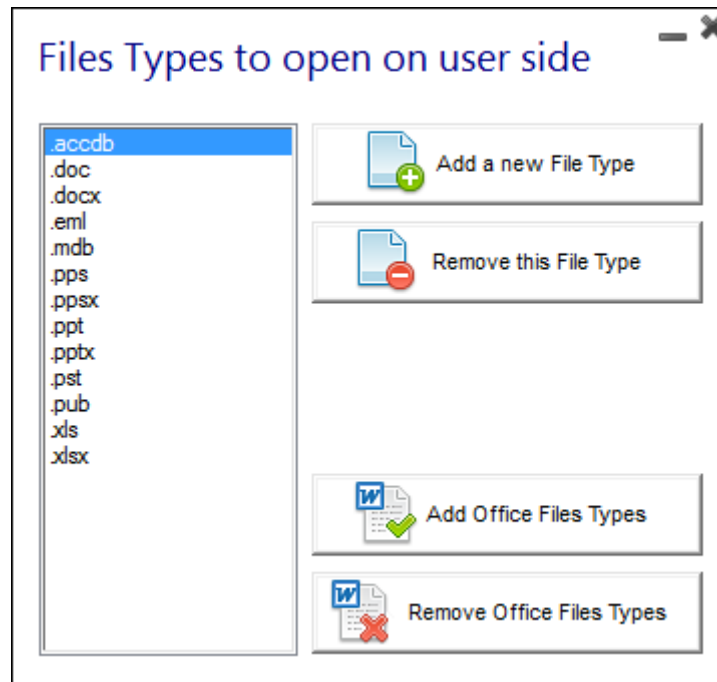 Files Types to open on user side
.accdb
.doc
.docx
.eml
.mdb
.pps
.ppsx
.ppt
.pptx
.pst
.pub
.xls
.xlsx
Add a new File Type
Remove this File Type
W
Add Office Files Types
W
Remove Office Files Types